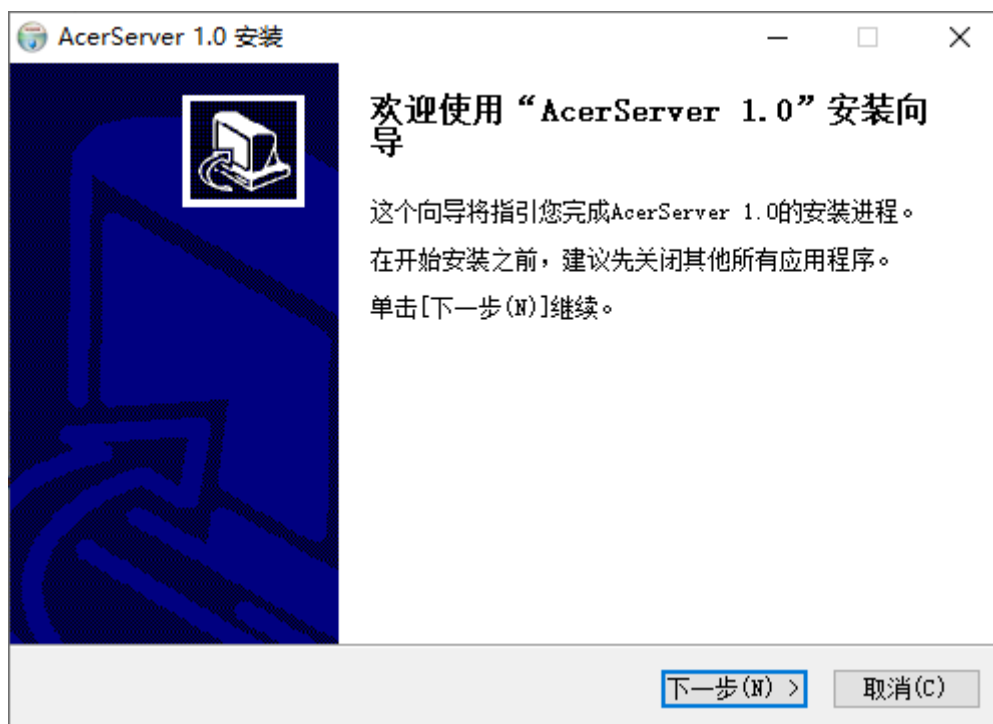 AcerServer 1.0 安装
欢迎使用“AcerServer 1.0”安装向
导
这个向导将指引您完成AcerServer 1.0的安装进程。
在开始安装之前，建议先关闭其他所有应用程序。
单击[下一步(N)]继续。
下一步(N) >
取消(C)